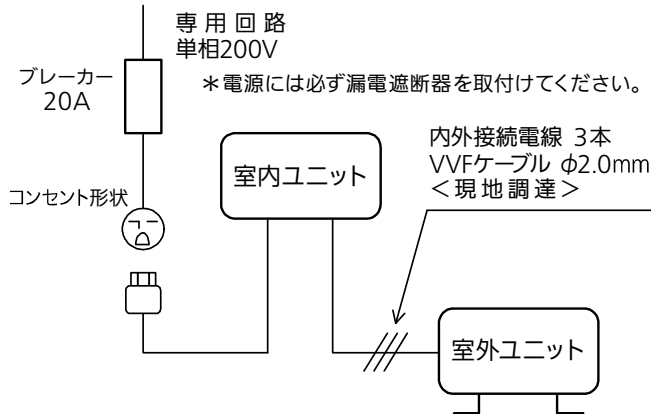 専用回路
単相200V
＊電源には必ず漏電遮断器を取付けてください。
ブレーカー
20A
内外接続電線 3本
VVFケーブル φ2.0mm
＜現地調達＞
室内ユニット
コンセント形状
室外ユニット